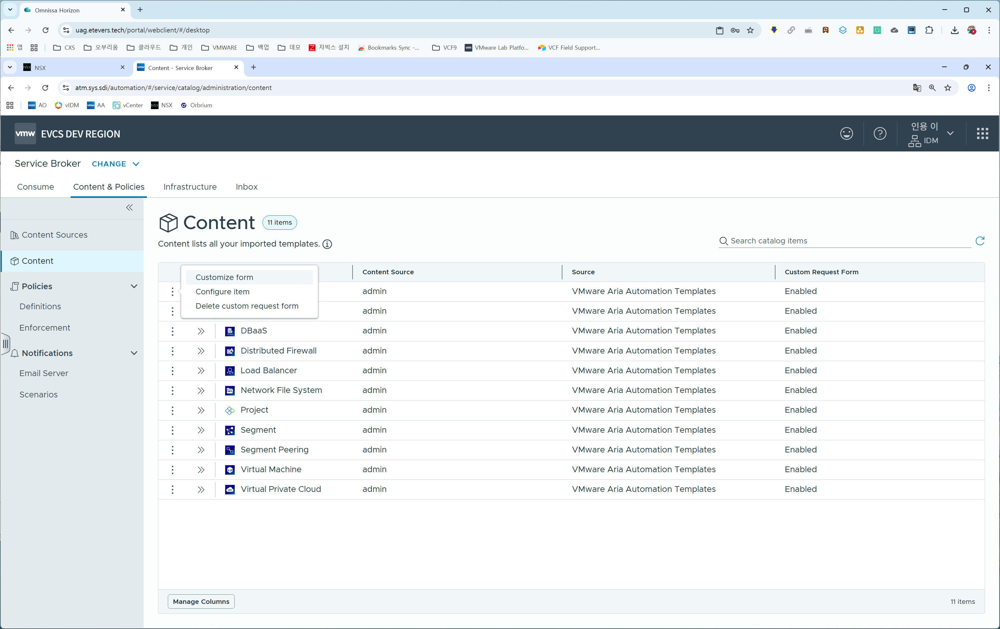 Omnissa Horizon
uag.etevers.tech/portal/webclient/#/desktop
앱 CXS 오부리움 클라우드 개인 VMWARE 백업 데모 Z 쟈빅스 설치 Bookmarks Sync -... VCF9 vm VMware Lab Platfo... VCF Field Support...
NSX NSX vmw Content - Service Broker
atm.sys.sdi/automation/#/service/catalog/administration/content
vmw AO vIDM vmw AA vCenter NSX NSX Orbrium
vmw EVCS DEV REGION
인용 이
IDM
Service Broker CHANGE
Consume Content & Policies Infrastructure Inbox
Content Sources
Content
Policies
Definitions
Enforcement
Notifications
Email Server
Scenarios
Content 11 items
Content lists all your imported templates.
Search catalog items
Content Source Source Custom Request Form
Customize form
Configure item
Delete custom request form
admin VMware Aria Automation Templates Enabled
admin VMware Aria Automation Templates Enabled
DBaaS admin VMware Aria Automation Templates Enabled
Distributed Firewall admin VMware Aria Automation Templates Enabled
Load Balancer admin VMware Aria Automation Templates Enabled
NFS Network File System admin VMware Aria Automation Templates Enabled
Project admin VMware Aria Automation Templates Enabled
Segment admin VMware Aria Automation Templates Enabled
Segment Peering admin VMware Aria Automation Templates Enabled
Virtual Machine admin VMware Aria Automation Templates Enabled
VPC Virtual Private Cloud admin VMware Aria Automation Templates Enabled
Manage Columns 11 items